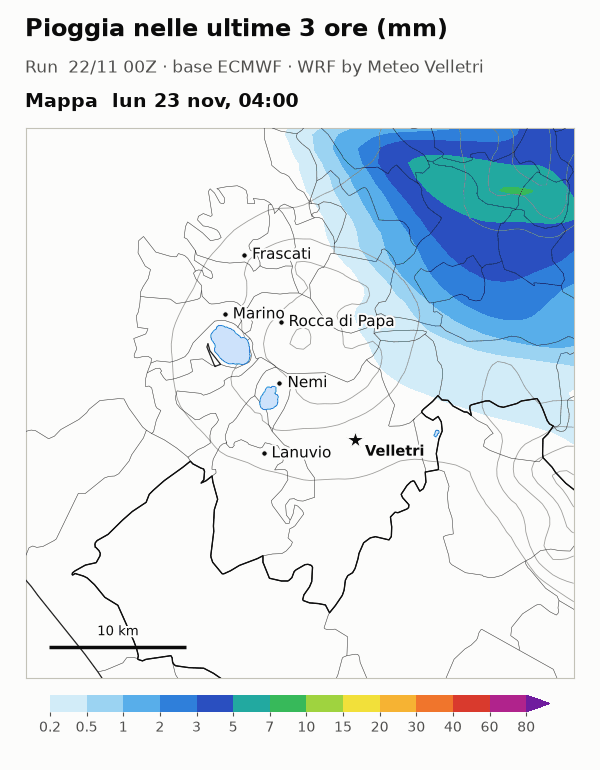 Pioggia nelle ultime 3 ore (mm)
Run  22/11 00Z · base ECMWF · WRF by Meteo Velletri
Mappa  lun 23 nov, 04:00
Frascati
Marino
Rocca di Papa
Nemi
Velletri
Lanuvio
10 km
0.2 0.5 1 2 3 5 7 10 15 20 30 40 60 80